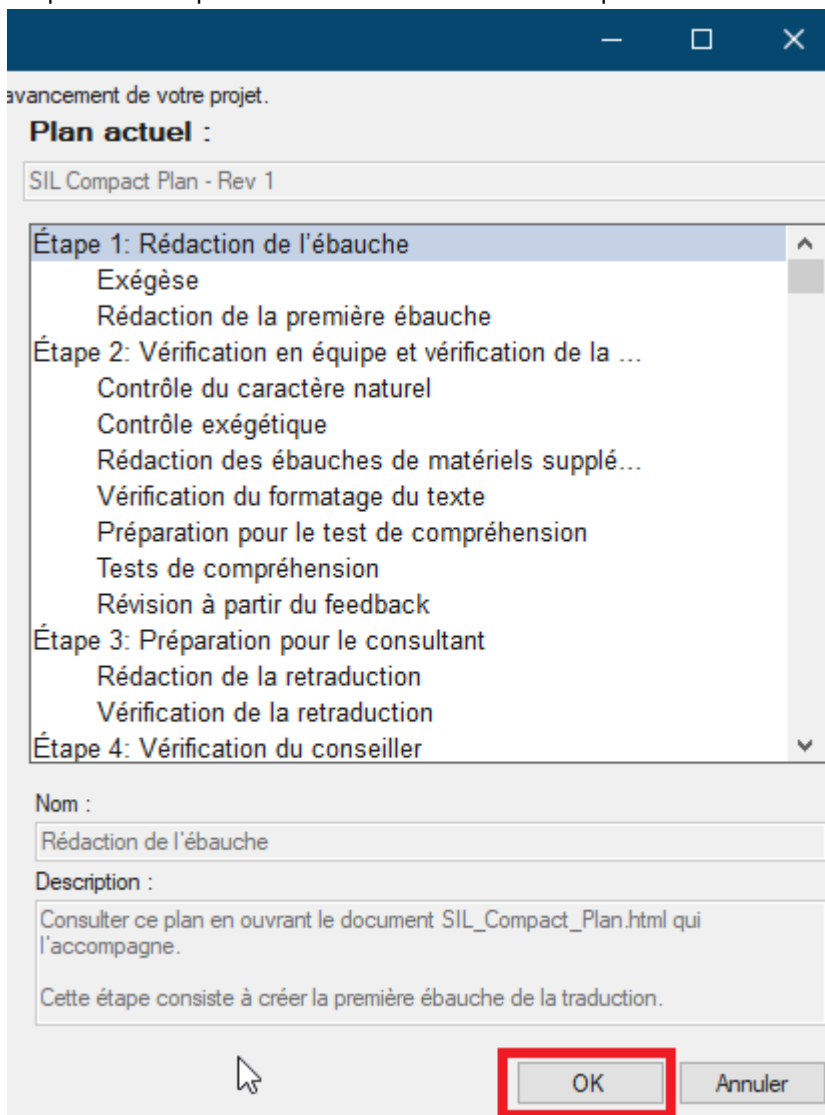 avancement de votre projet.
Plan actuel :
SIL Compact Plan - Rev 1
Étape 1: Rédaction de l'ébauche
Exégèse
Rédaction de la première ébauche
Étape 2: Vérification en équipe et vérification de la ...
Contrôle du caractère naturel
Contrôle exégétique
Rédaction des ébauches de matériels supplé...
Vérification du formatage du texte
Préparation pour le test de compréhension
Tests de compréhension
Révision à partir du feedback
Étape 3: Préparation pour le consultant
Rédaction de la retraduction
Vérification de la retraduction
Étape 4: Vérification du conseiller
Nom :
Rédaction de l'ébauche
Description :
Consulter ce plan en ouvrant le document SIL_Compact_Plan.html qui
l'accompagne.
Cette étape consiste à créer la première ébauche de la traduction.
OK
Annuler